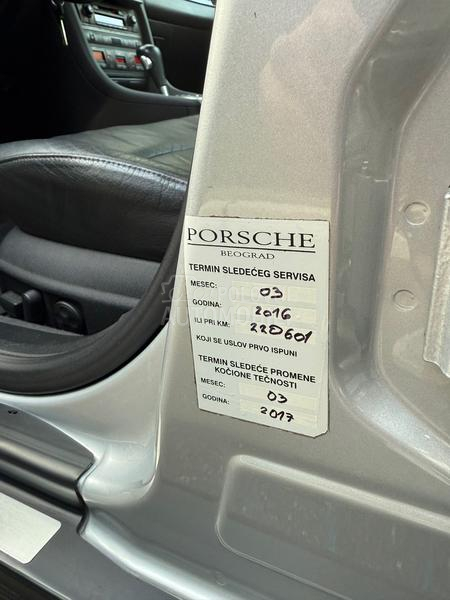 PORSCHE
BEOGRAD
TERMIN SLEDEĆEG SERVISA
MESEC: 03
GODINA: 2016
ILI PRI KM: 220601
KOJI SE USLOV PRVO ISPUNI
TERMIN SLEDEĆE PROMENE
KOČIONE TEČNOSTI
MESEC: 03
GODINA: 2017